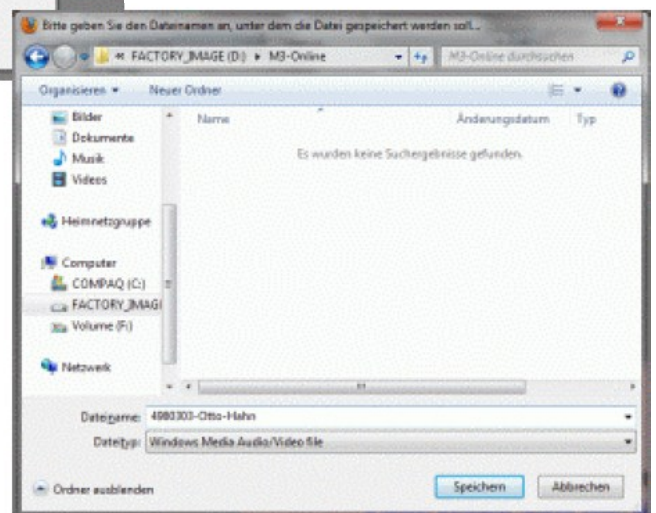 Bitte geben Sie den Dateinamen an, unter dem die Datei gespeichert werden soll...
« FACTORY_IMAGE (D:) ▸ M3-Online
M3-Online durchsuchen
Organisieren
Neuer Ordner
Bilder
Dokumente
Musik
Videos
Heimnetzgruppe
Computer
COMPAQ (C:)
FACTORY_IMAGI
Volume (F:)
Netzwerk
Name
Änderungsdatum
Typ
Es wurden keine Suchergebnisse gefunden.
Dateiname: 4980303-Otto-Hahn
Dateityp: Windows Media Audio/Video file
Ordner ausblenden
Speichern
Abbrechen